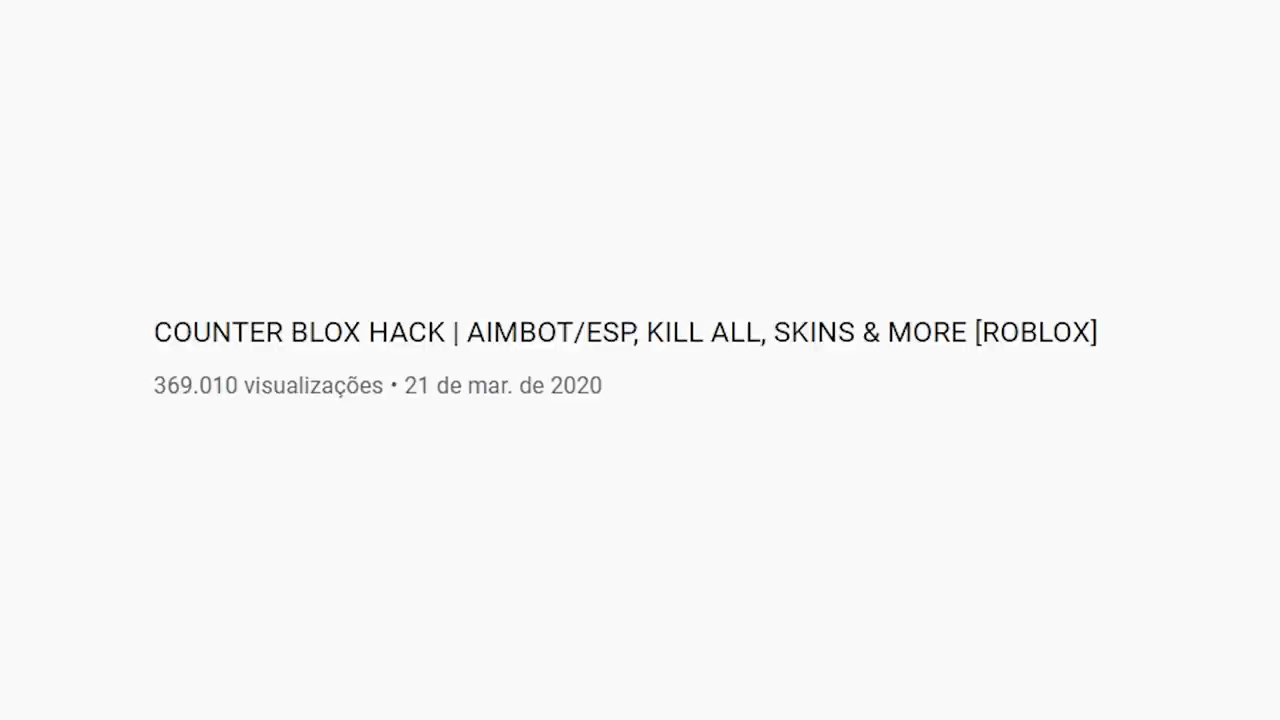 COUNTER BLOX HACK | AIMBOT/ESP, KILL ALL, SKINS & MORE [ROBLOX]
369.010 visualizações • 21 de mar. de 2020